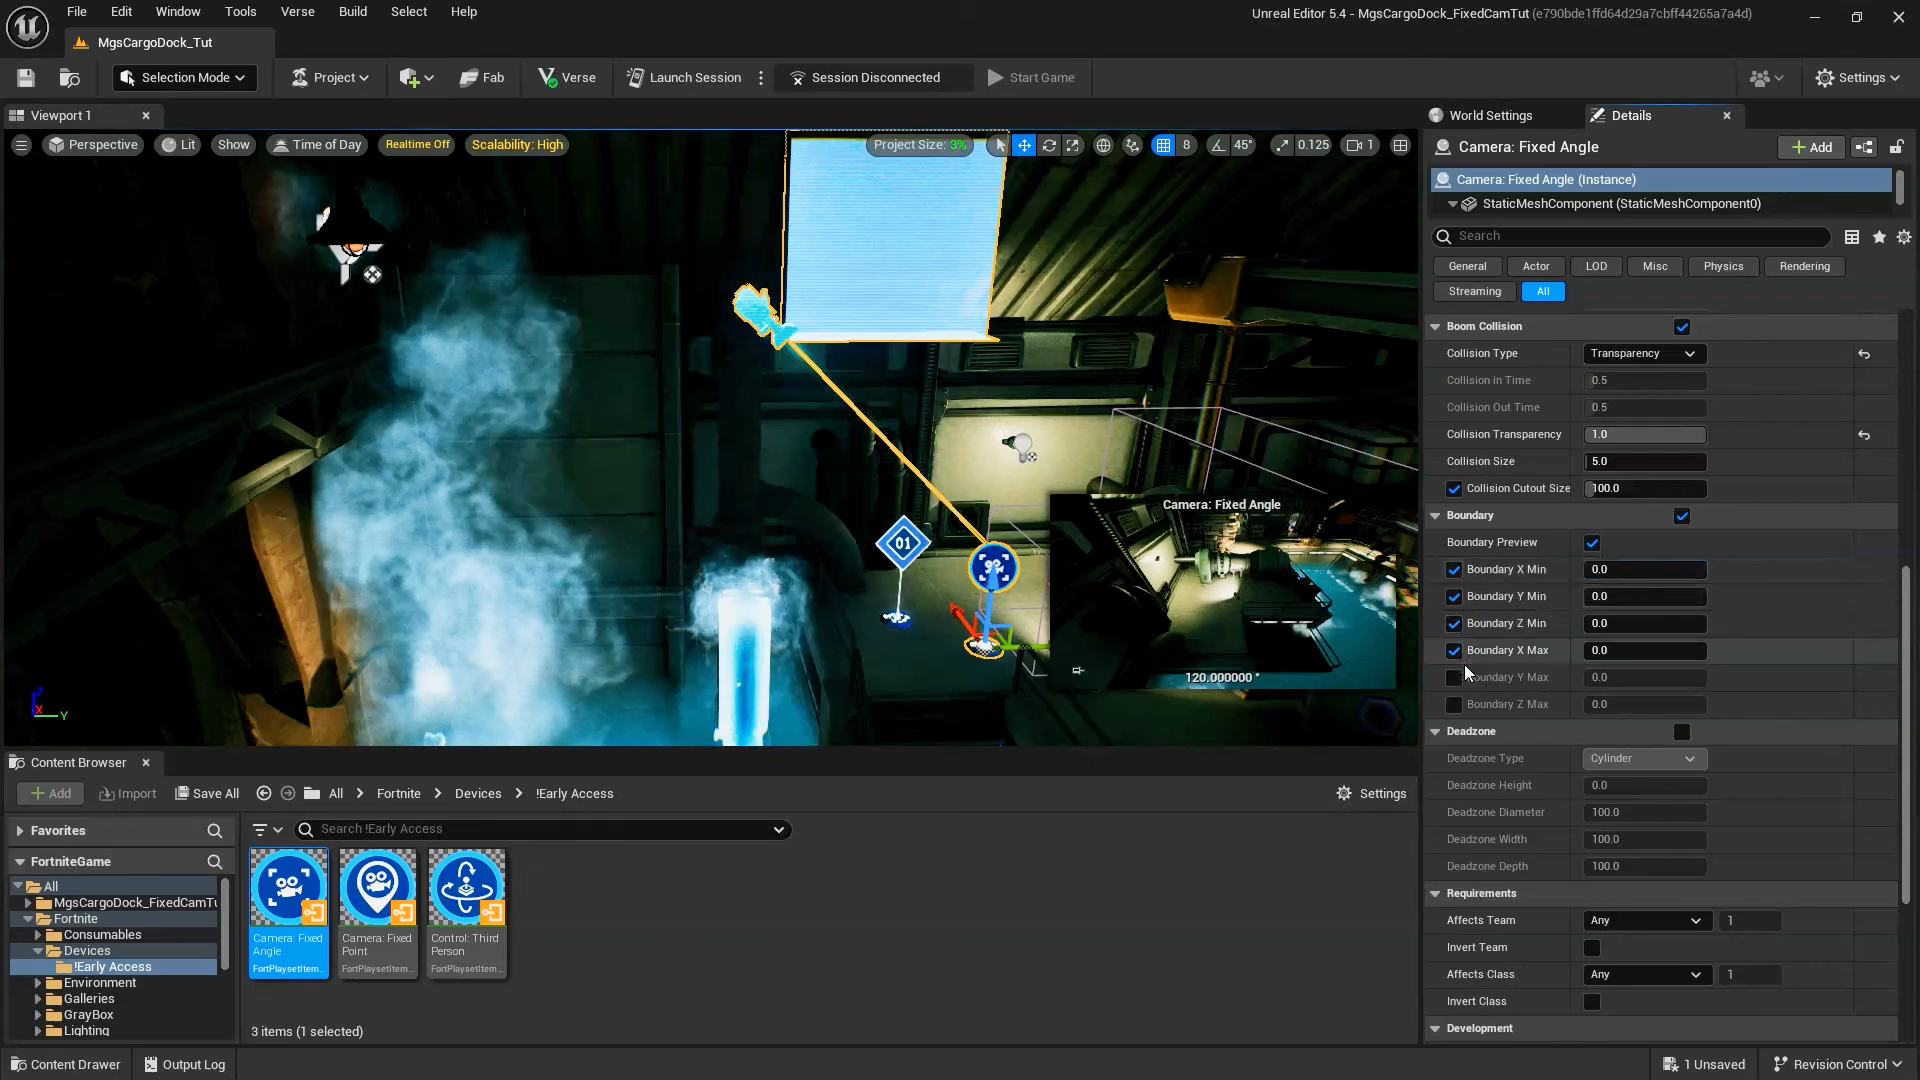 File Edit Window Tools Verse Build Select Help
Unreal Editor 5.4 - MgsCargoDock_FixedCamTut (e790bde1ffd64d29a7cbff44265a7a4d)
MgsCargoDock_Tut
Selection Mode
Project
Fab
Verse
Launch Session
Session Disconnected
Start Game
Settings
Viewport 1
Perspective
Lit
Show
Time of Day
Realtime Off
Scalability: High
Project Size: 3%
8
45°
0.125
1
01
Camera: Fixed Angle
120.000000 °
Z
X
Y
World Settings
Details
Camera: Fixed Angle
Add
Camera: Fixed Angle (Instance)
StaticMeshComponent (StaticMeshComponent0)
Search
General
Actor
LOD
Misc
Physics
Rendering
Streaming
All
Boom Collision
Collision Type Transparency
Collision in Time 0.5
Collision Out Time 0.5
Collision Transparency 1.0
Collision Size 5.0
Collision Cutout Size 100.0
Boundary
Boundary Preview
Boundary X Min 0.0
Boundary Y Min 0.0
Boundary Z Min 0.0
Boundary X Max 0.0
oundary Y Max 0.0
Boundary Z Max 0.0
Deadzone
Deadzone Type Cylinder
Deadzone Height 0.0
Deadzone Diameter 100.0
Deadzone Width 100.0
Deadzone Depth 100.0
Requirements
Affects Team Any 1
Invert Team
Affects Class Any 1
Invert Class
Development
Content Browser
Add
Import
Save All
All
Fortnite
Devices
!Early Access
Settings
Favorites
Search !Early Access
FortniteGame
All
MgsCargoDock_FixedCamTu
Fortnite
Consumables
Devices
!Early Access
Environment
Galleries
GrayBox
Lighting
Camera: Fixed
Angle
FortPlaysetItem...
Camera: Fixed
Point
FortPlaysetItem...
Control: Third
Person
FortPlaysetItem...
3 items (1 selected)
Content Drawer
Output Log
1 Unsaved
Revision Control